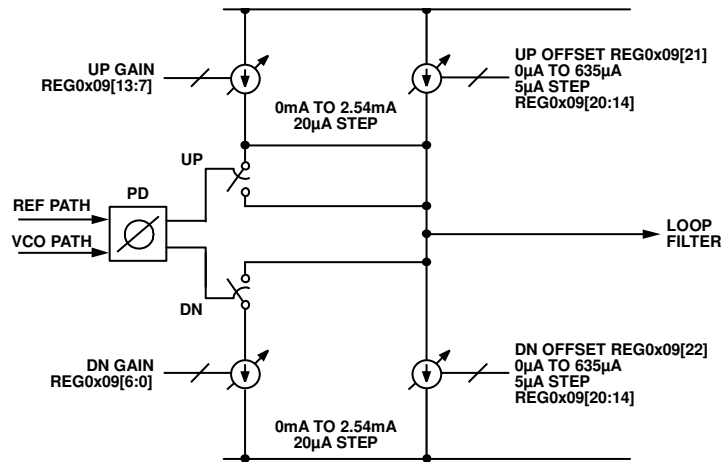 UP GAIN
REG0x09[13:7]
UP OFFSET REG0x09[21]
0µA TO 635µA
5µA STEP
REG0x09[20:14]
0mA TO 2.54mA
20µA STEP
UP
PD
REF PATH
VCO PATH
LOOP
FILTER
DN
DN GAIN
REG0x09[6:0]
DN OFFSET REG0x09[22]
0µA TO 635µA
5µA STEP
REG0x09[20:14]
0mA TO 2.54mA
20µA STEP